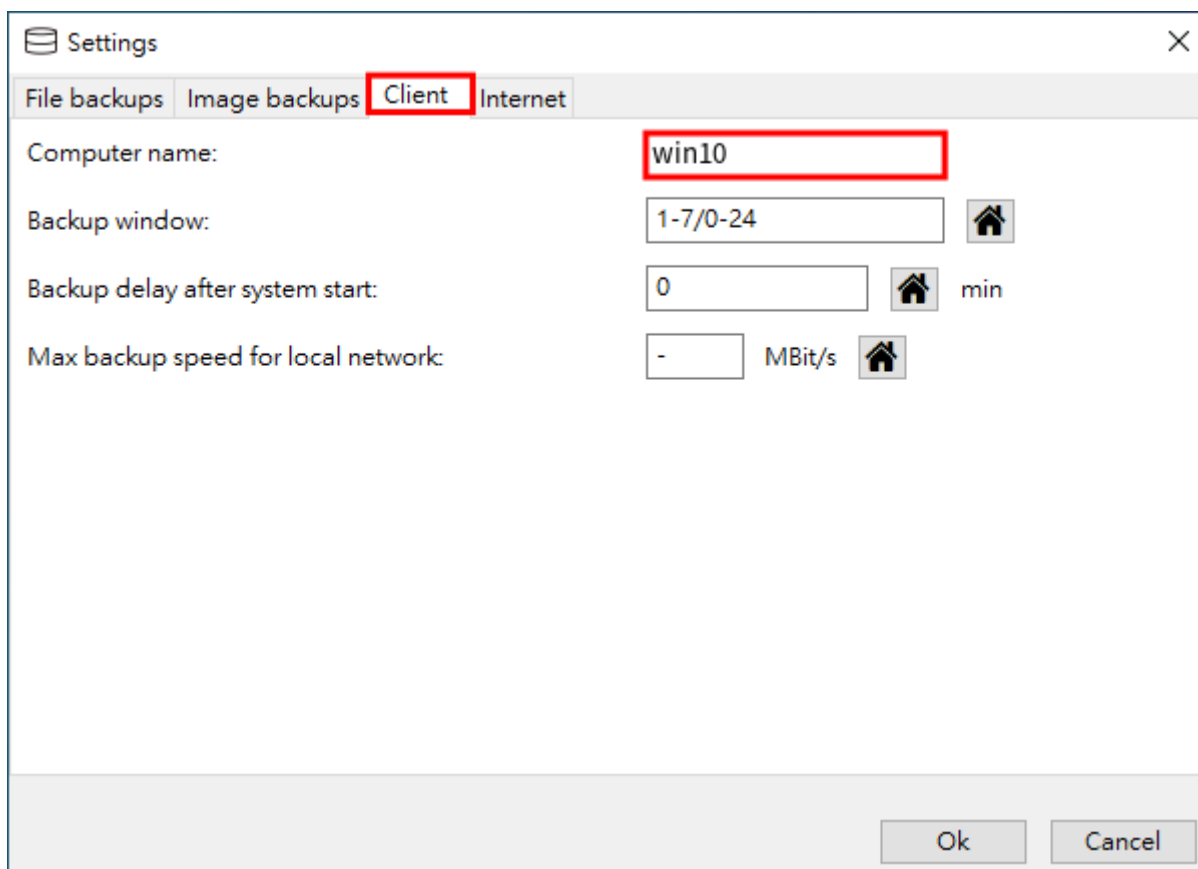 Settings
File backups Image backups Client Internet
Computer name: win10
Backup window: 1-7/0-24
Backup delay after system start: 0 min
Max backup speed for local network: - MBit/s
Ok Cancel